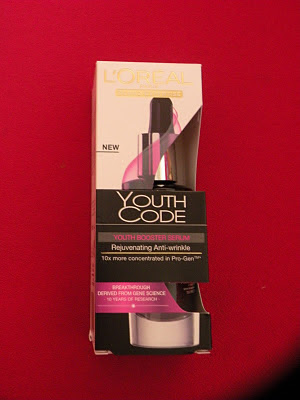 L'ORÉAL
NEW
YOUTH
CODE
YOUTH BOOSTER SERUM
Rejuvenating Anti-wrinkle
10x more concentrated in Pro-Gen™
BREAKTHROUGH
DERIVED FROM GENE SCIENCE
10 YEARS OF RESEARCH